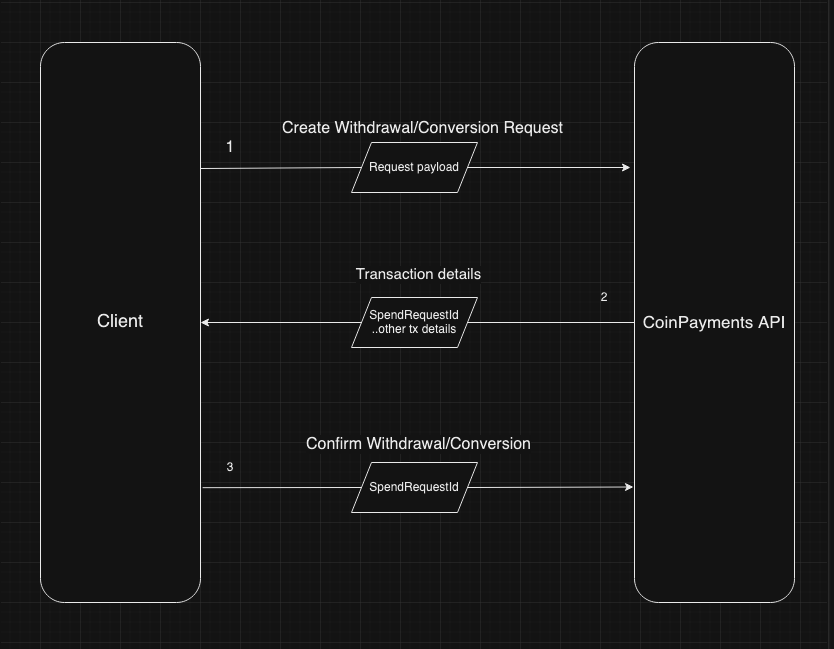 Create Withdrawal/Conversion Request
1
Request payload
Transaction details
2
SpendRequestId
..other tx details
Client
CoinPayments API
Confirm Withdrawal/Conversion
3
SpendRequestId